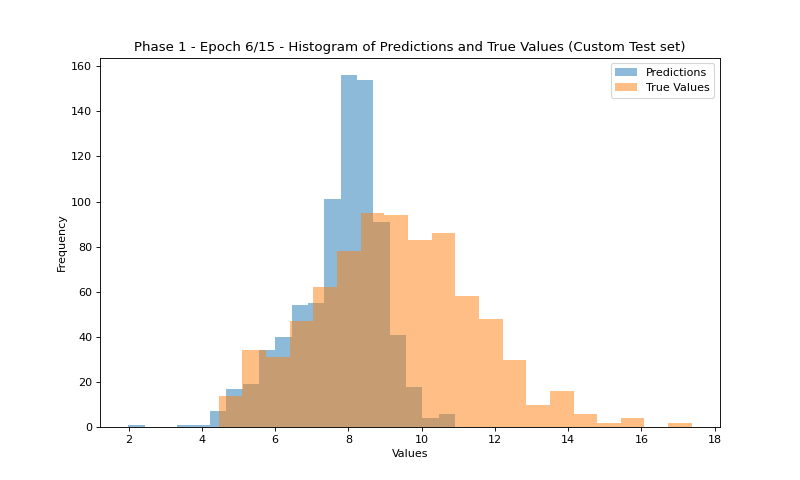 Phase 1 - Epoch 6/15 - Histogram of Predictions and True Values (Custom Test set)
Predictions
True Values
160
140
120
100
80
60
40
20
0
Frequency
2 4 6 8 10 12 14 16 18
Values